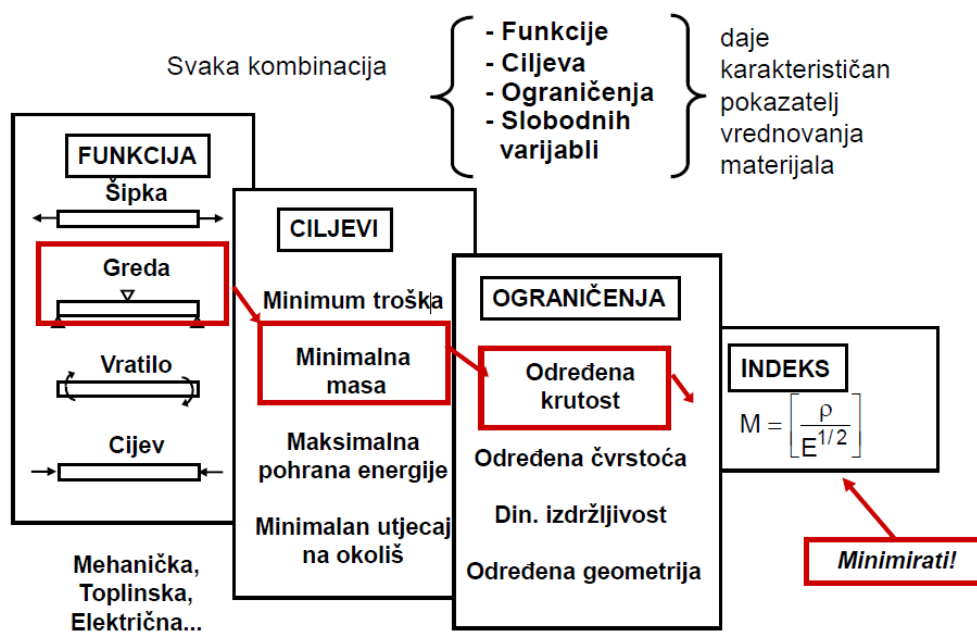 Svaka kombinacija
- Funkcije
- Ciljeva
- Ograničenja
- Slobodnih
varijabli
daje
karakterističan
pokazatelj
vrednovanja
materijala
FUNKCIJA
Šipka
Greda
Vratilo
Cijev
Mehanička,
Toplinska,
Električna...
CILJEVI
Minimum troška
Minimalna
masa
Maksimalna
pohrana energije
Minimalan utjecaj
na okoliš
OGRANIČENJA
Određena
krutost
Određena čvrstoća
Din. izdržljivost
Određena geometrija
INDEKS
M = [ρ / E^1/2]
Minimirati!